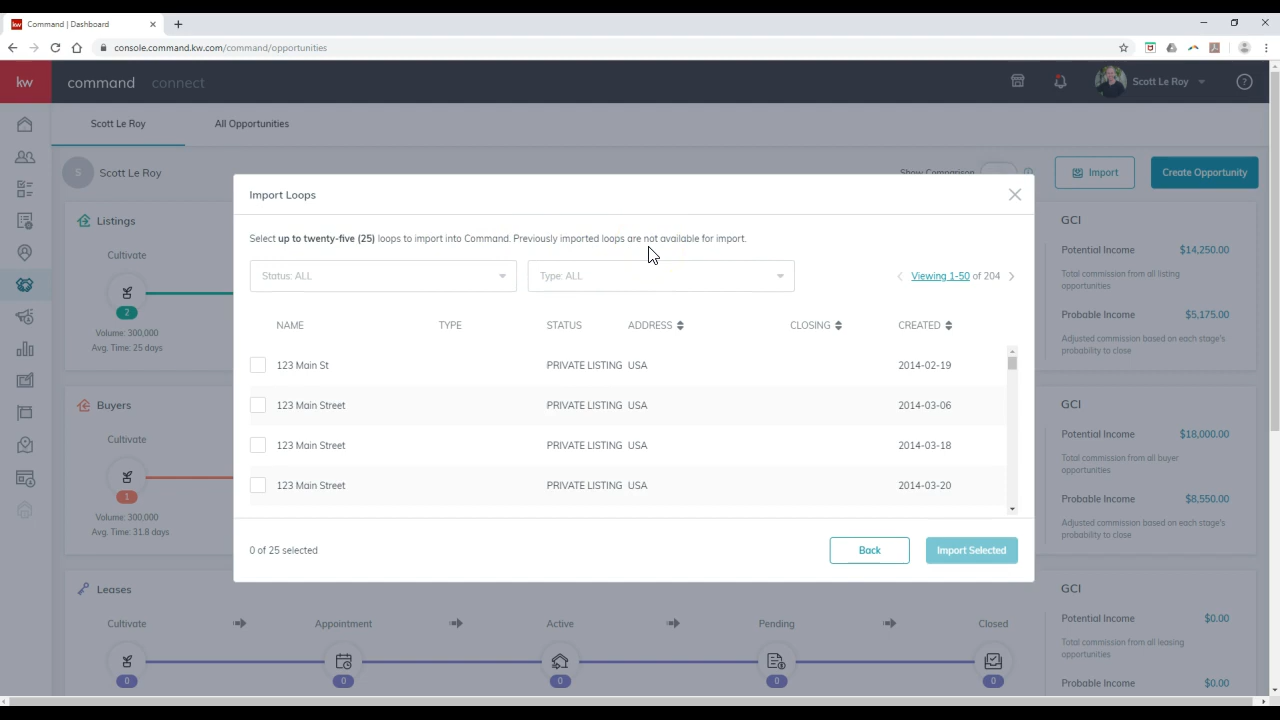 kw Command | Dashboard
console.command.kw.com/command/opportunities
kw command connect Scott Le Roy ?
Scott Le Roy All Opportunities
S Scott Le Roy Show Comparison Import Create Opportunity
Listings
Cultivate
2
Volume: 300,000
Avg. Time: 25 days
GCI
Potential Income $14,250.00
Total commission from all listing
opportunities
Probable Income $5,175.00
Adjusted commission based on each stage's
probability to close
Import Loops
Select up to twenty-five (25) loops to import into Command. Previously imported loops are not available for import.
Status: ALL Type: ALL Viewing 1-50 of 204
NAME TYPE STATUS ADDRESS CLOSING CREATED
123 Main St PRIVATE LISTING USA 2014-02-19
123 Main Street PRIVATE LISTING USA 2014-03-06
123 Main Street PRIVATE LISTING USA 2014-03-18
123 Main Street PRIVATE LISTING USA 2014-03-20
0 of 25 selected Back Import Selected
Buyers
Cultivate
1
Volume: 300,000
Avg. Time: 31.8 days
GCI
Potential Income $18,000.00
Total commission from all buyer
opportunities
Probable Income $8,550.00
Adjusted commission based on each stage's
probability to close
Leases
Cultivate Appointment Active Pending Closed
0 0 0 0 0
GCI
Potential Income $0.00
Total commission from all leasing
opportunities
Probable Income $0.00